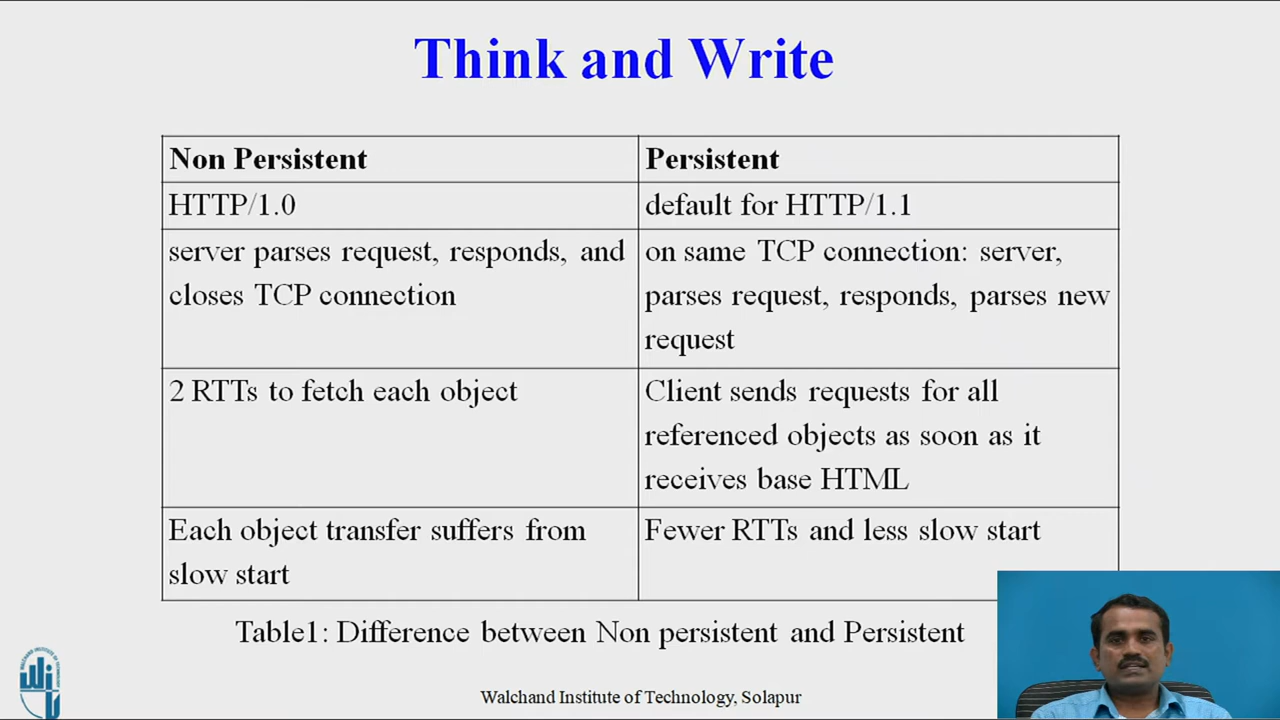 Think and Write
Non Persistent
Persistent
HTTP/1.0
default for HTTP/1.1
server parses request, responds, and
closes TCP connection
on same TCP connection: server,
parses request, responds, parses new
request
2 RTTs to fetch each object
Client sends requests for all
referenced objects as soon as it
receives base HTML
Each object transfer suffers from
slow start
Fewer RTTs and less slow start
Table1: Difference between Non persistent and Persistent
Walchand Institute of Technology, Solapur